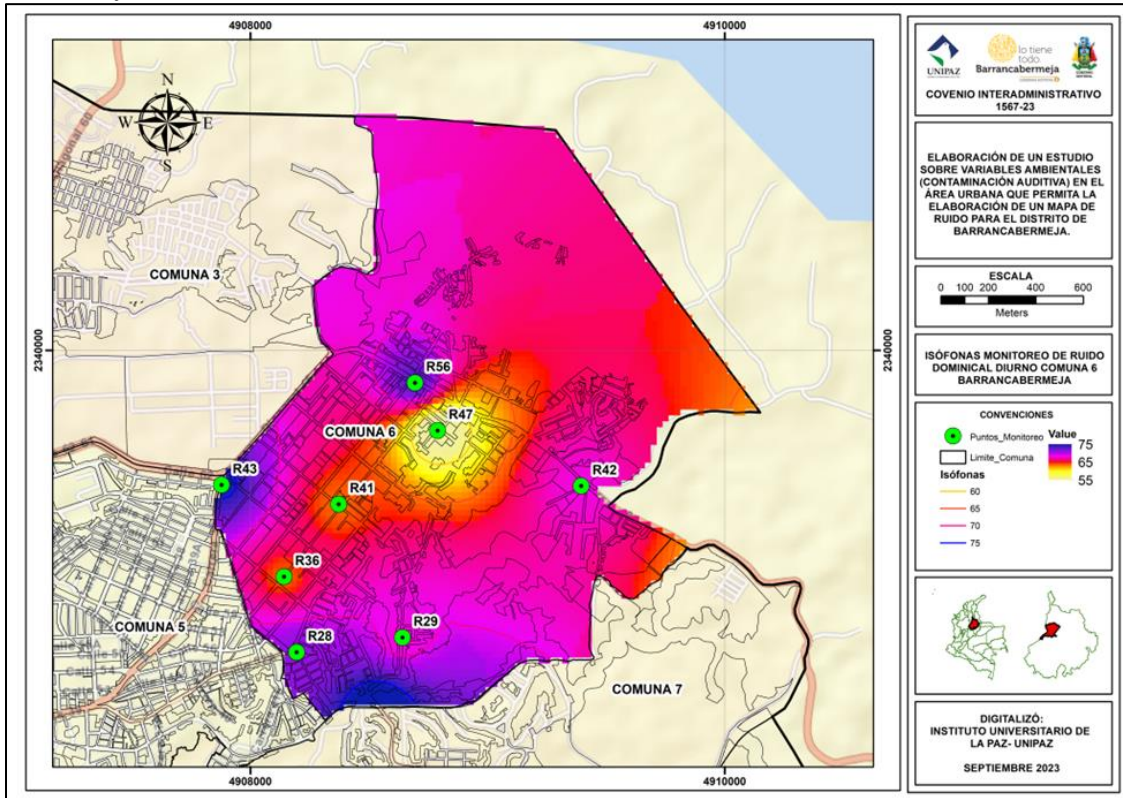 4908000
4910000
N
W E
S
Diagonal 60
COMUNA 3
2340000
2340000
R56
R47
COMUNA 6
R43
R42
R41
R36
COMUNA 5
R29
R28
COMUNA 7
4908000
4910000
UNIPAZ
lo tiene
todo.
Barrancabermeja
COVENIO INTERADMINISTRATIVO
1567-23
ELABORACIÓN DE UN ESTUDIO
SOBRE VARIABLES AMBIENTALES
(CONTAMINACIÓN AUDITIVA) EN EL
ÁREA URBANA QUE PERMITA LA
ELABORACIÓN DE UN MAPA DE
RUIDO PARA EL DISTRITO DE
BARRANCABERMEJA.
ESCALA
0 100 200 400 600
Meters
ISÓFONAS MONITOREO DE RUIDO
DOMINICAL DIURNO COMUNA 6
BARRANCABERMEJA
CONVENCIONES
Puntos_Monitoreo
Limite_Comuna
Isófonas
60
65
70
75
Value
75
65
55
DIGITALIZÓ:
INSTITUTO UNIVERSITARIO DE
LA PAZ- UNIPAZ
SEPTIEMBRE 2023